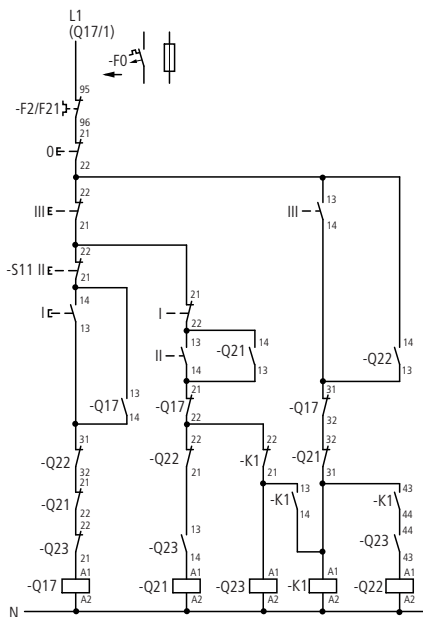 L1
(Q17/1)
-F0
95
-F2/F21
96
21
0
22
22
III
21
III
13
14
22
-S11 II
21
14
I
13
21
I
22
13
II
14
-Q21
14
13
-Q22
14
13
-Q17
13
14
-Q17
21
22
-Q17
31
32
-Q22
31
32
-Q22
22
21
-K1
22
21
-Q21
32
31
-Q21
21
22
-K1
13
14
-K1
43
44
-Q23
22
21
-Q23
13
14
-Q23
44
43
-Q17
A1
A2
-Q21
A1
A2
-Q23
A1
A2
-K1
A1
A2
-Q22
A1
A2
N